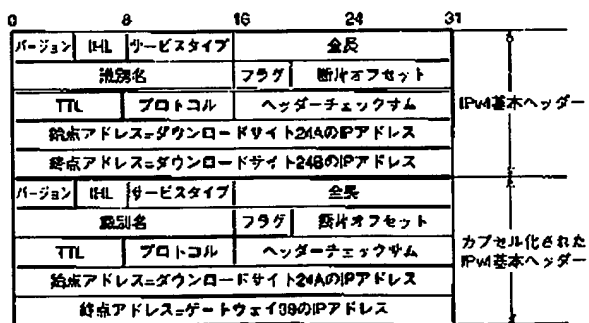 0 8 16 24 31
バージョン IHL サービスタイプ 全長
識別名 フラグ 断片オフセット
TTL プロトコル ヘッダーチェックサム
始点アドレス=ダウンロードサイト24AのIPアドレス
終点アドレス=ダウンロードサイト24BのIPアドレス
IPv4基本ヘッダー
バージョン IHL サービスタイプ 全長
識別名 フラグ 断片オフセット
TTL プロトコル ヘッダーチェックサム
始点アドレス=ダウンロードサイト24AのIPアドレス
終点アドレス=ゲートウェイ39のIPアドレス
カプセル化された
IPv4基本ヘッダー